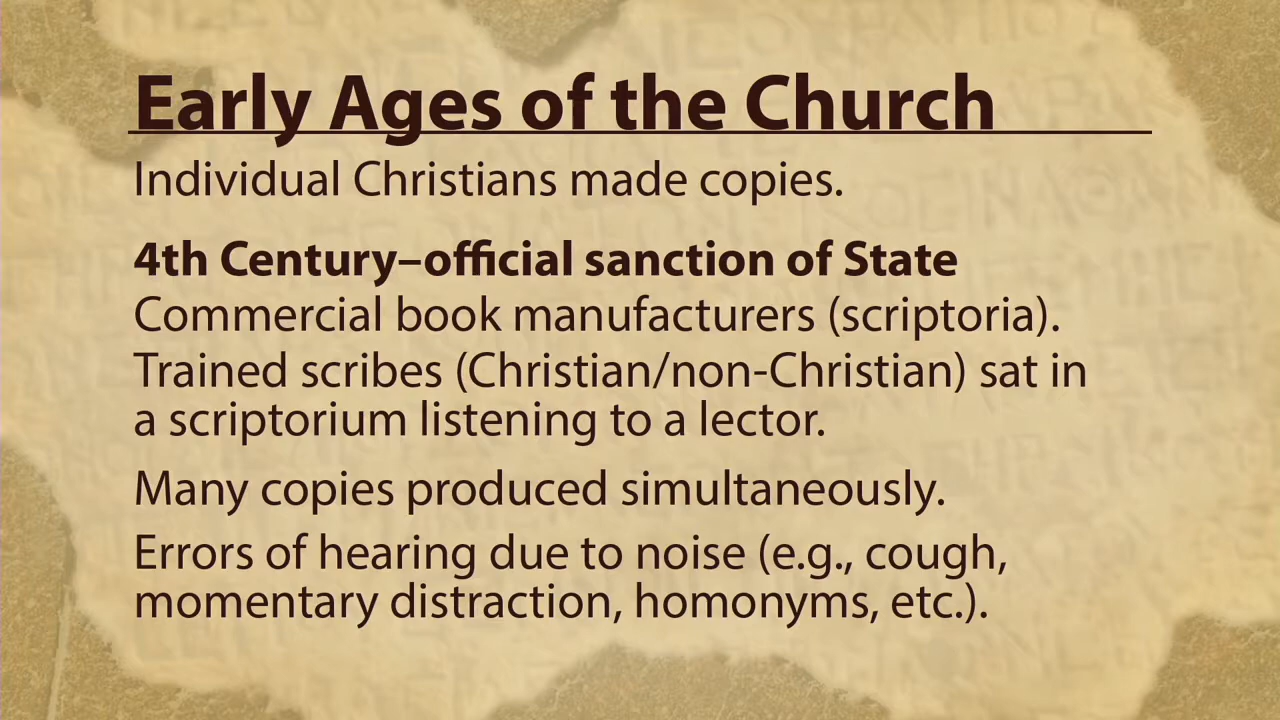 Early Ages of the Church
Individual Christians made copies.
4th Century–official sanction of State
Commercial book manufacturers (scriptoria).
Trained scribes (Christian/non-Christian) sat in
a scriptorium listening to a lector.
Many copies produced simultaneously.
Errors of hearing due to noise (e.g., cough,
momentary distraction, homonyms, etc.).